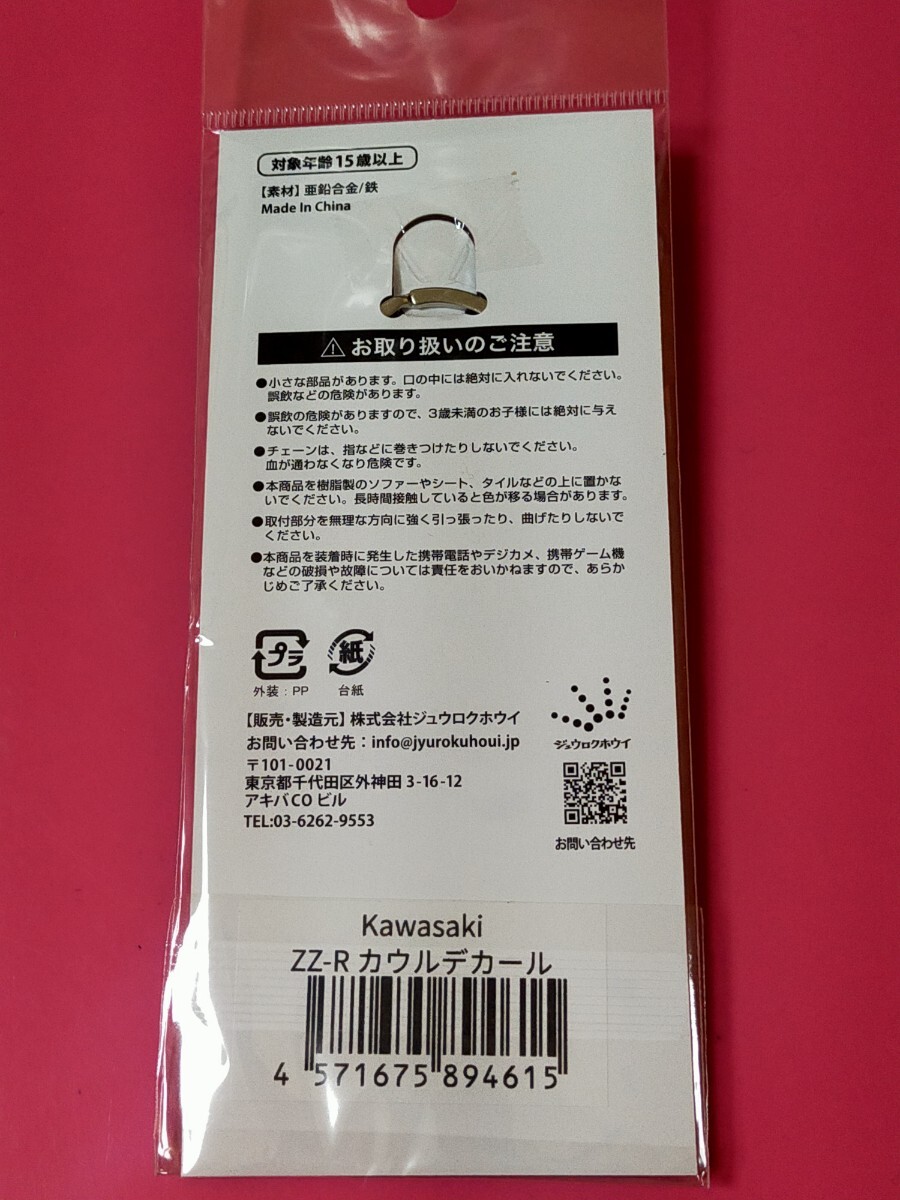 対象年齢15歳以上
【素材】亜鉛合金/鉄
Made In China
お取り扱いのご注意
●小さな部品があります。口の中には絶対に入れないでください。
誤飲などの危険があります。
●誤飲の危険がありますので、3歳未満のお子様には絶対に与え
ないでください。
●チェーンは、指などに巻きつけたりしないでください。
血が通わなくなり危険です。
●本商品を樹脂製のソファーやシート、タイルなどの上に置かな
いでください。長時間接触していると色が移る場合があります。
●取付部分を無理な方向に強く引っ張ったり、曲げたりしないで
ください。
●本商品を装着時に発生した携帯電話やデジカメ、携帯ゲーム機
などの破損や故障については責任をおいかねますので、あらか
じめご了承ください。
プラ 紙
外装：PP 台紙
【販売・製造元】株式会社ジュウロクホウイ
お問い合わせ先：info@jyurokuhoui.jp
〒101-0021
東京都千代田区外神田 3-16-12
アキバCO ビル
TEL:03-6262-9553
ジュウロクホウイ
お問い合わせ先
Kawasaki
ZZ-R カウルデカール
4 571675 894615